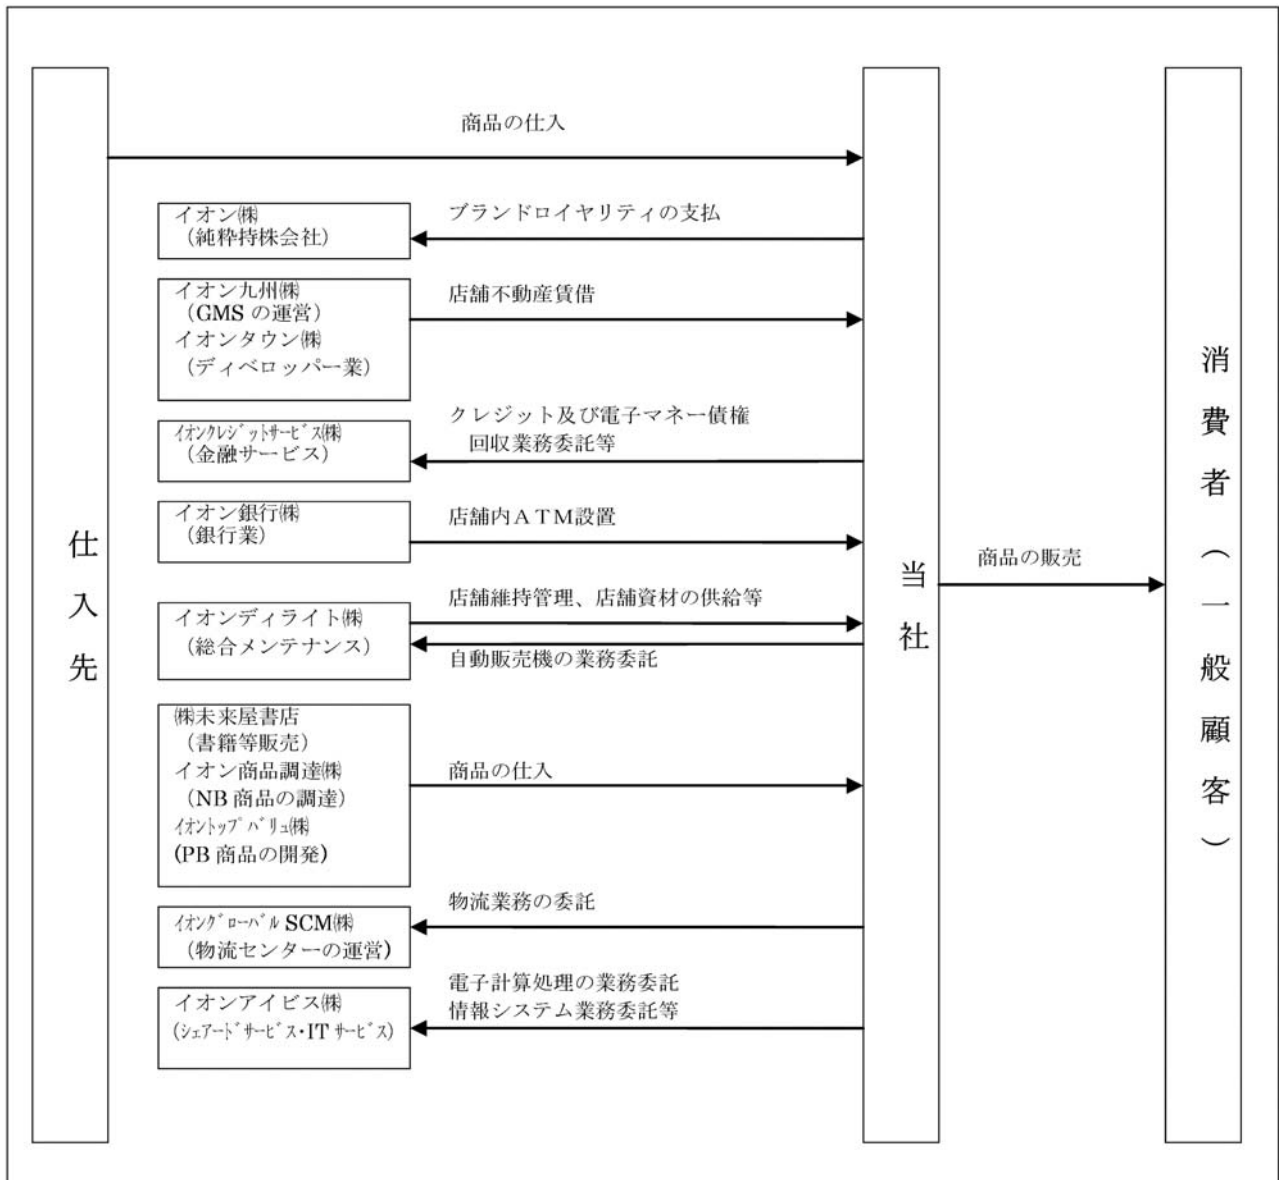 商品の仕入
イオン㈱
（純粋持株会社）
ブランドロイヤリティの支払
イオン九州㈱
（GMS の運営）
イオンタウン㈱
（ディベロッパー業）
店舗不動産賃借
ｲｵﾝｸﾚｼﾞｯﾄｻｰﾋﾞｽ㈱
（金融サービス）
クレジット及び電子マネー債権
回収業務委託等
イオン銀行㈱
（銀行業）
店舗内ＡＴＭ設置
イオンディライト㈱
（総合メンテナンス）
店舗維持管理、店舗資材の供給等
自動販売機の業務委託
㈱未来屋書店
（書籍等販売）
イオン商品調達㈱
（NB 商品の調達）
ｲｵﾝﾄｯﾌﾟﾊﾞﾘｭ㈱
(PB 商品の開発)
商品の仕入
ｲｵﾝｸﾞﾛｰﾊﾞﾙ SCM㈱
（物流センターの運営）
物流業務の委託
イオンアイビス㈱
(ｼｪｱｰﾄﾞｻｰﾋﾞｽ・IT ｻｰﾋﾞｽ)
電子計算処理の業務委託
情報システム業務委託等
仕入先
当社
商品の販売
消費者（一般顧客）